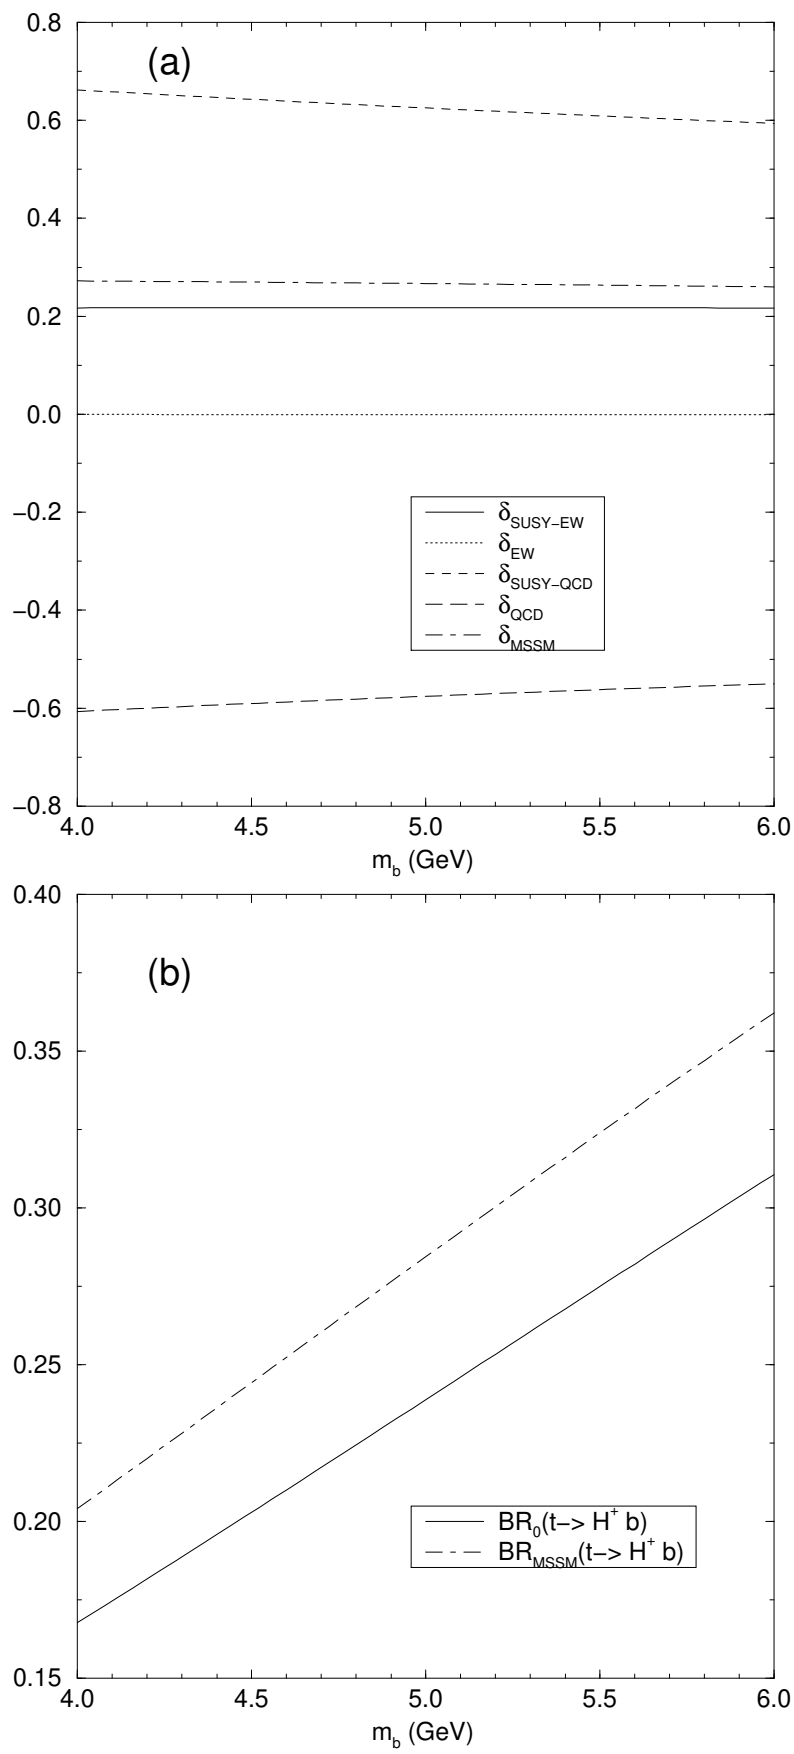 0.8
(a)
0.6
0.4
0.2
0.0
−0.2
−0.4
−0.6
−0.8
δSUSY−EW
δEW
δSUSY−QCD
δQCD
δMSSM
4.0 4.5 5.0 5.5 6.0
mb (GeV)
0.40
(b)
0.35
0.30
0.25
0.20
0.15
BR0(t−> H+ b)
BRMSSM(t−> H+ b)
4.0 4.5 5.0 5.5 6.0
mb (GeV)